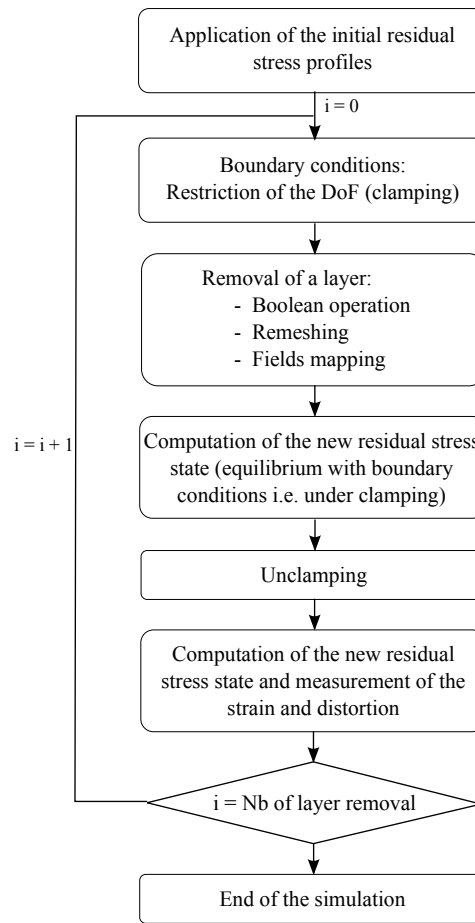 Application of the initial residual
stress profiles
i = 0
Boundary conditions:
Restriction of the DoF (clamping)
Removal of a layer:
- Boolean operation
- Remeshing
- Fields mapping
i = i + 1
Computation of the new residual stress
state (equilibrium with boundary
conditions i.e. under clamping)
Unclamping
Computation of the new residual
stress state and measurement of the
strain and distortion
i = Nb of layer removal
End of the simulation